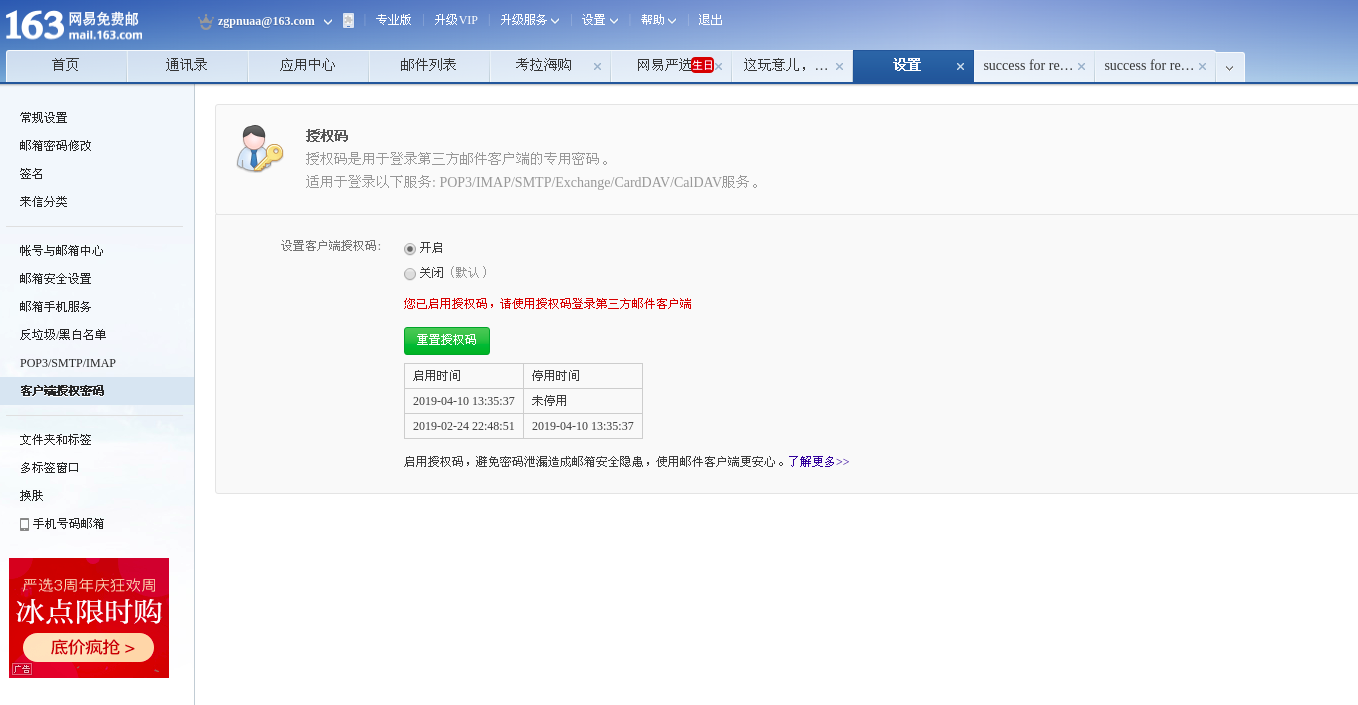 163 网易免费邮
mail.163.com
zgpnuaa@163.com 专业版 升级VIP 升级服务 设置 帮助 退出
首页 通讯录 应用中心 邮件列表 考拉海购 网易严选 生日 这玩意儿，… 设置 success for re… success for re…
常规设置
邮箱密码修改
签名
来信分类
帐号与邮箱中心
邮箱安全设置
邮箱手机服务
反垃圾/黑白名单
POP3/SMTP/IMAP
客户端授权密码
文件夹和标签
多标签窗口
换肤
手机号码邮箱
严选3周年庆狂欢周
冰点限时购
底价疯抢 >
广告
授权码
授权码是用于登录第三方邮件客户端的专用密码。
适用于登录以下服务: POP3/IMAP/SMTP/Exchange/CardDAV/CalDAV服务。
设置客户端授权码: 开启
关闭（默认）
您已启用授权码，请使用授权码登录第三方邮件客户端
重置授权码
启用时间 停用时间
2019-04-10 13:35:37 未停用
2019-02-24 22:48:51 2019-04-10 13:35:37
启用授权码，避免密码泄漏造成邮箱安全隐患，使用邮件客户端更安心。了解更多>>